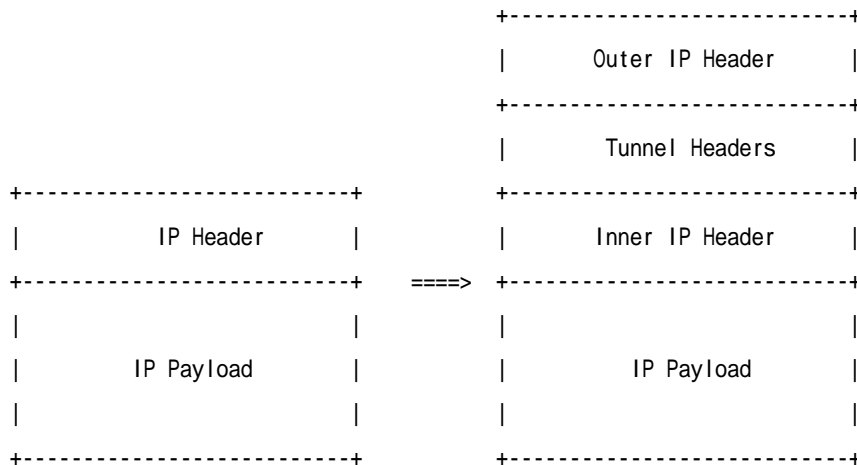 +---------------------------+
| Outer IP Header |
+---------------------------+
| Tunnel Headers |
+---------------------------+ +---------------------------+
| IP Header | | Inner IP Header |
+---------------------------+ ====> +---------------------------+
| | | |
| IP Payload | | IP Payload |
| | | |
+---------------------------+ +---------------------------+